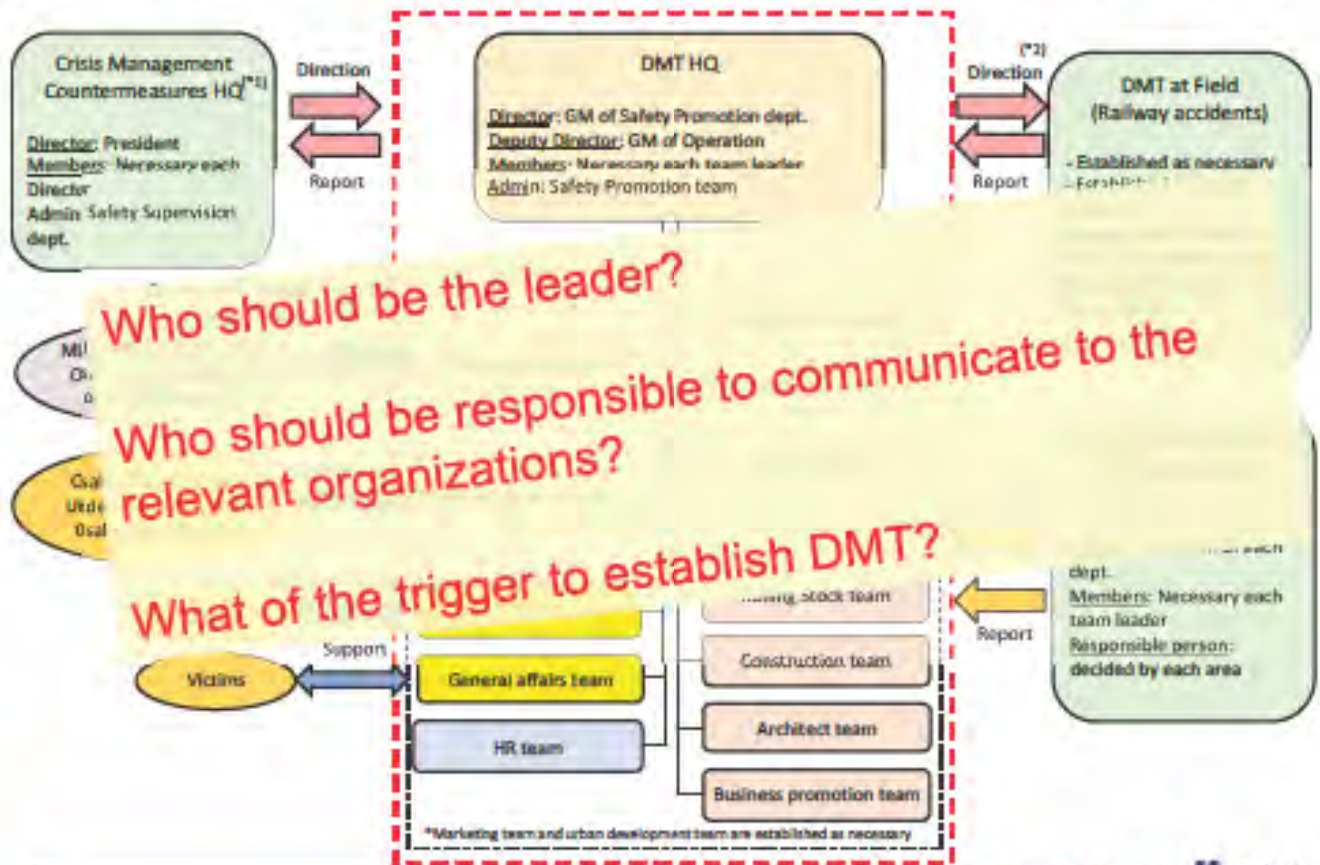 Crisis Management
Countermeasures HQ(*1)
Director: President
Members: Necessary each
Director
Admin: Safety Supervision
dept.
Direction
Report
DMT HQ
Director: GM of Safety Promotion dept.
Deputy Director: GM of Operation
Members: Necessary each team leader
Admin: Safety Promotion team
(*2)
Direction
Report
DMT at Field
(Railway accidents)
- Established as necessary
Who should be the leader?
Who should be responsible to communicate to the
relevant organizations?
What of the trigger to establish DMT?
Victims
Support
General affairs team
HR team
Stock team
Construction team
Architect team
Business promotion team
Report
dept.
Members: Necessary each
team leader
Responsible person:
decided by each area
*Marketing team and urban development team are established as necessary